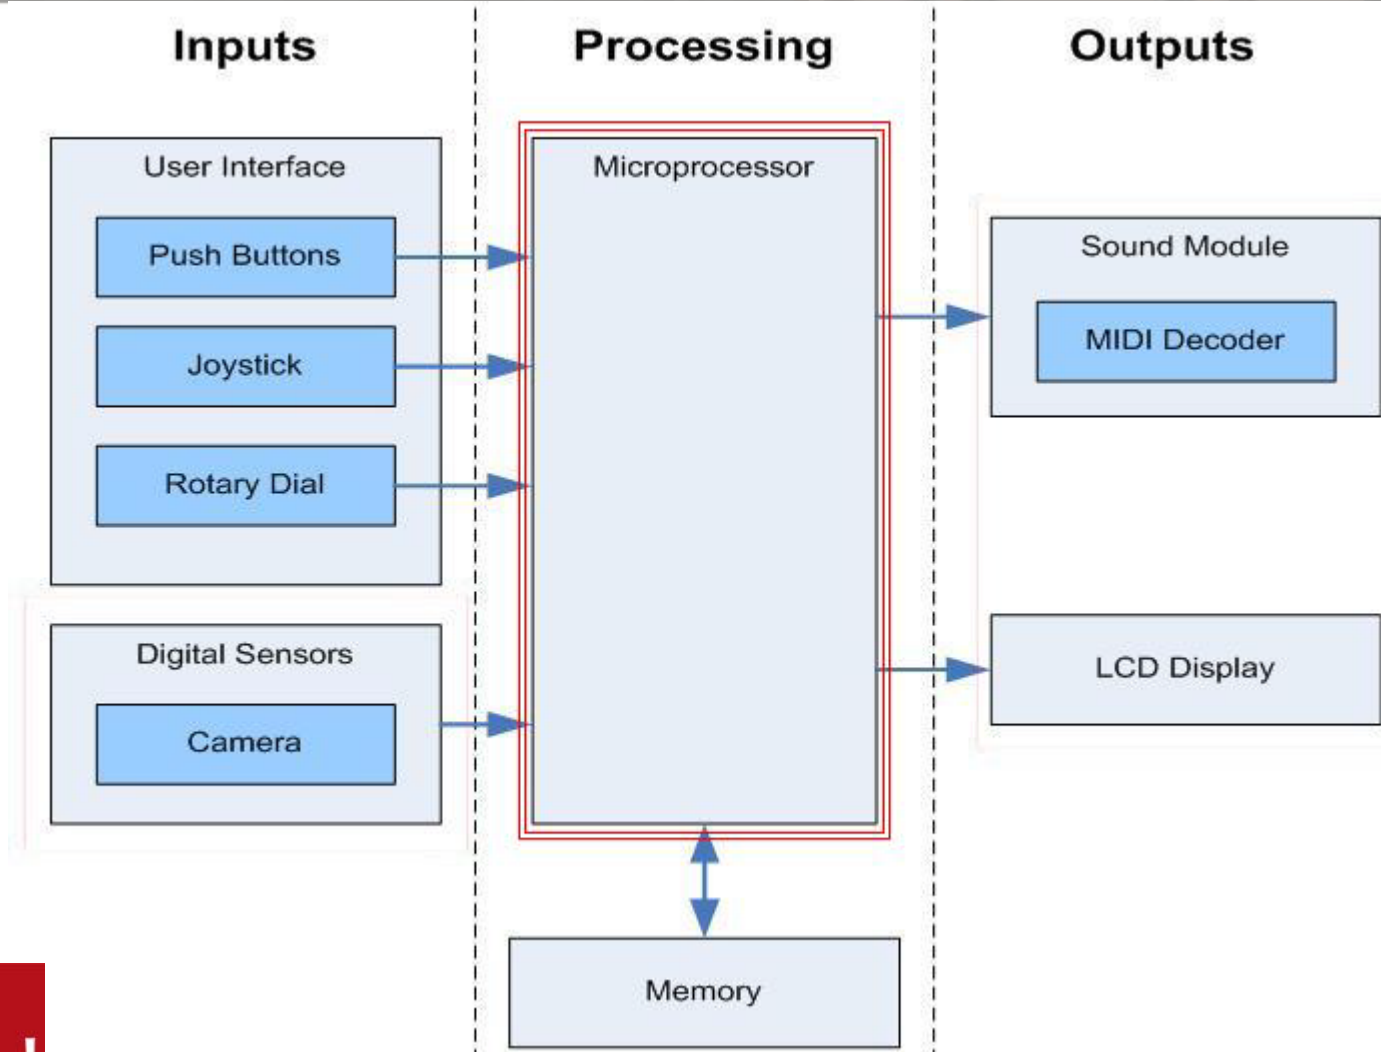 Inputs
Processing
Outputs
User Interface
Push Buttons
Joystick
Rotary Dial
Digital Sensors
Camera
Microprocessor
Memory
Sound Module
MIDI Decoder
LCD Display